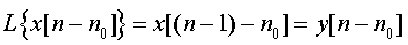 L{x[n-n₀]} = x[(n-1)-n₀] = y[n-n₀]